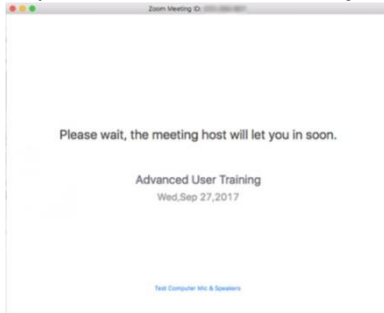 Zoom Meeting ID:
Please wait, the meeting host will let you in soon.
Advanced User Training
Wed,Sep 27,2017
Test Computer Mic & Speakers